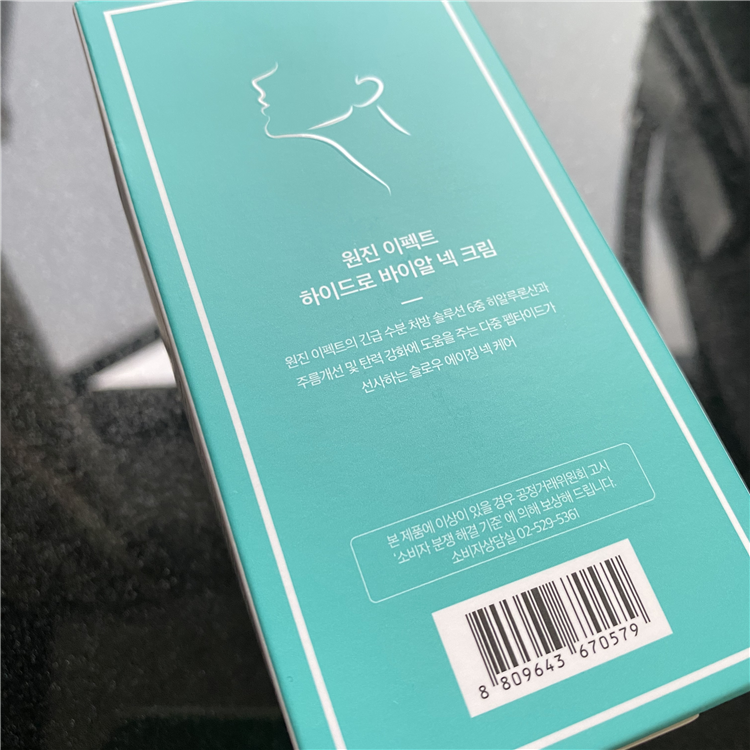 원진 이펙트
하이드로 바이알 넥 크림
원진 이펙트의 긴급 수분 처방 솔루션 6중 히알루론산과
주름개선 및 탄력 강화에 도움을 주는 다중 펩타이드가
선사하는 슬로우 에이징 넥 케어
본 제품에 이상이 있을 경우 공정거래위원회 고시
'소비자 분쟁 해결 기준'에 의해 보상해 드립니다.
소비자상담실 02-529-5361
8 809643 670579